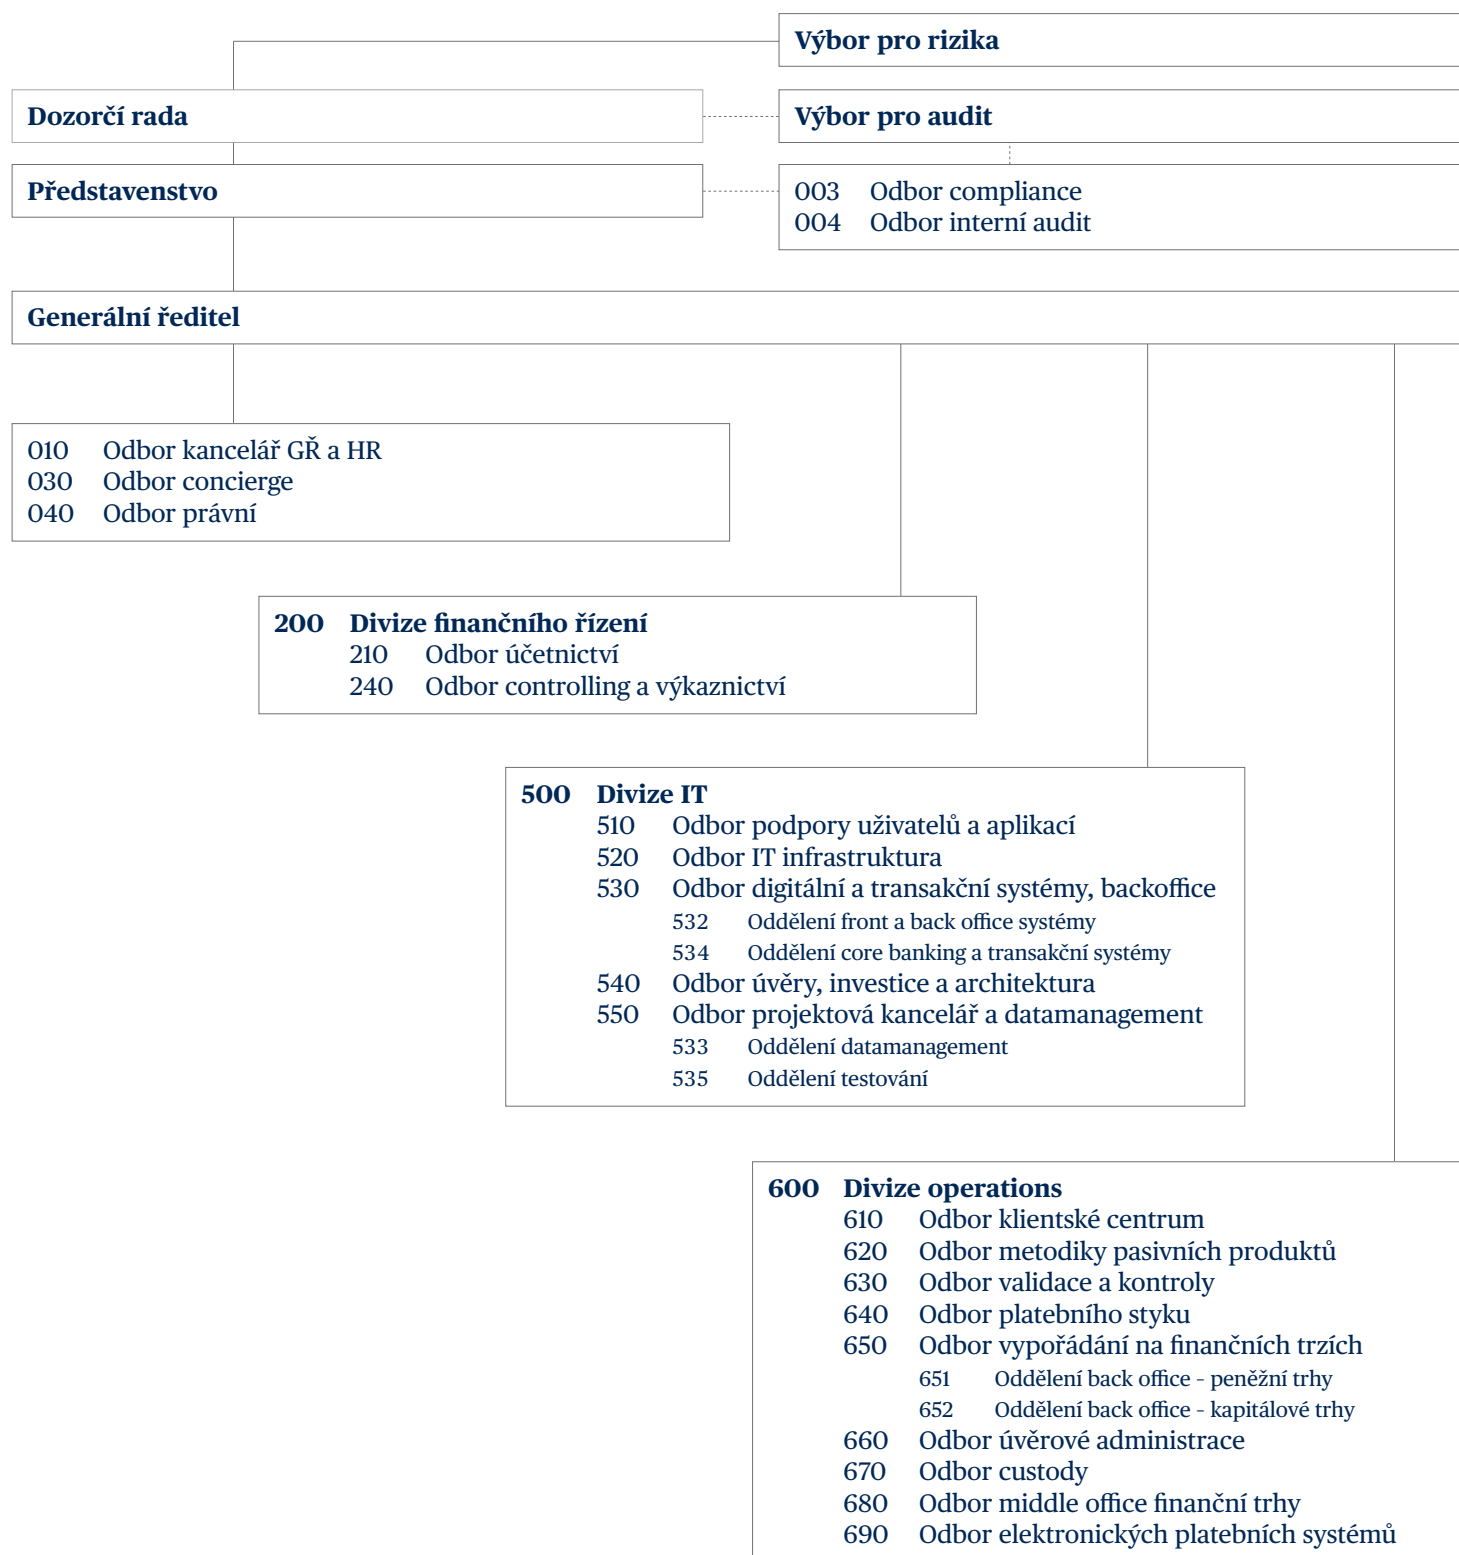 Výbor pro rizika
Dozorčí rada
Výbor pro audit
Představenstvo
003 Odbor compliance
004 Odbor interní audit
Generální ředitel
010 Odbor kancelář GŘ a HR
030 Odbor concierge
040 Odbor právní
200 Divize finančního řízení
210 Odbor účetnictví
240 Odbor controlling a výkaznictví
500 Divize IT
510 Odbor podpory uživatelů a aplikací
520 Odbor IT infrastruktura
530 Odbor digitální a transakční systémy, backoffice
532 Oddělení front a back office systémy
534 Oddělení core banking a transakční systémy
540 Odbor úvěry, investice a architektura
550 Odbor projektová kancelář a datamanagement
533 Oddělení datamanagement
535 Oddělení testování
600 Divize operations
610 Odbor klientské centrum
620 Odbor metodiky pasivních produktů
630 Odbor validace a kontroly
640 Odbor platebního styku
650 Odbor vypořádání na finančních trzích
651 Oddělení back office – peněžní trhy
652 Oddělení back office – kapitálové trhy
660 Odbor úvěrové administrace
670 Odbor custody
680 Odbor middle office finanční trhy
690 Odbor elektronických platebních systémů